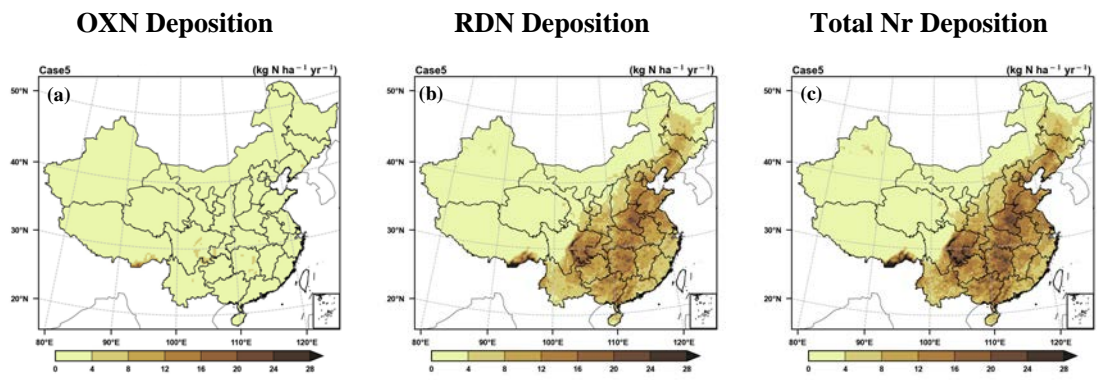 OXN Deposition RDN Deposition Total Nr Deposition
Case5 (kg N ha⁻¹ yr⁻¹) Case5 (kg N ha⁻¹ yr⁻¹) Case5 (kg N ha⁻¹ yr⁻¹)
50°N (a) 50°N (b) 50°N (c)
40°N 40°N 40°N
30°N 30°N 30°N
20°N 20°N 20°N
80°E 90°E 100°E 110°E 120°E 80°E 90°E 100°E 110°E 120°E 80°E 90°E 100°E 110°E 120°E
0 4 8 12 16 20 24 28 0 4 8 12 16 20 24 28 0 4 8 12 16 20 24 28